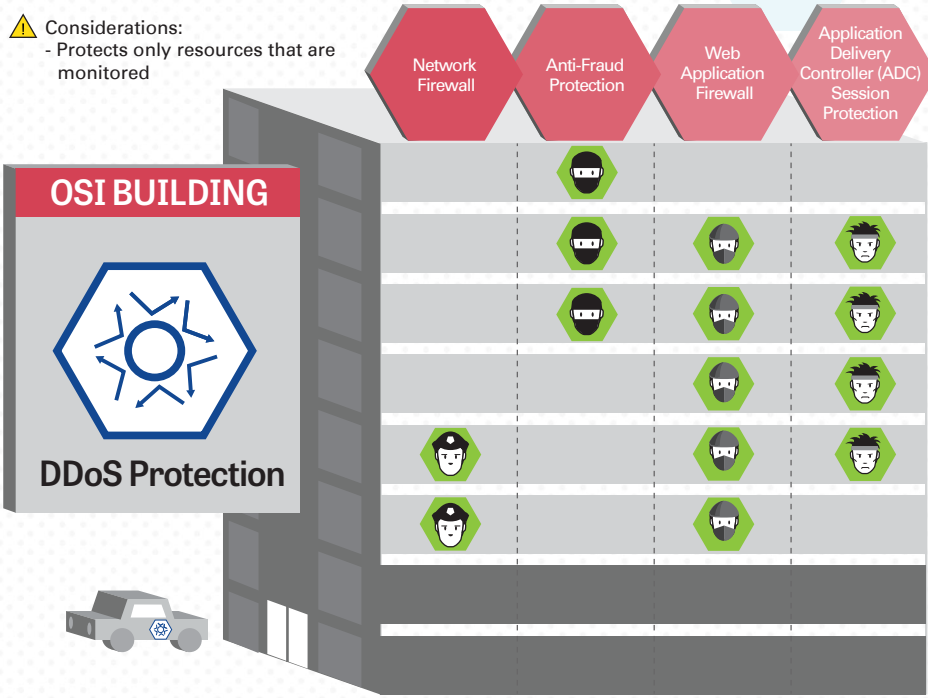 Considerations:
- Protects only resources that are
monitored
Network
Firewall
Anti-Fraud
Protection
Web
Application
Firewall
Application
Delivery
Controller (ADC)
Session
Protection
OSI BUILDING
DDoS Protection